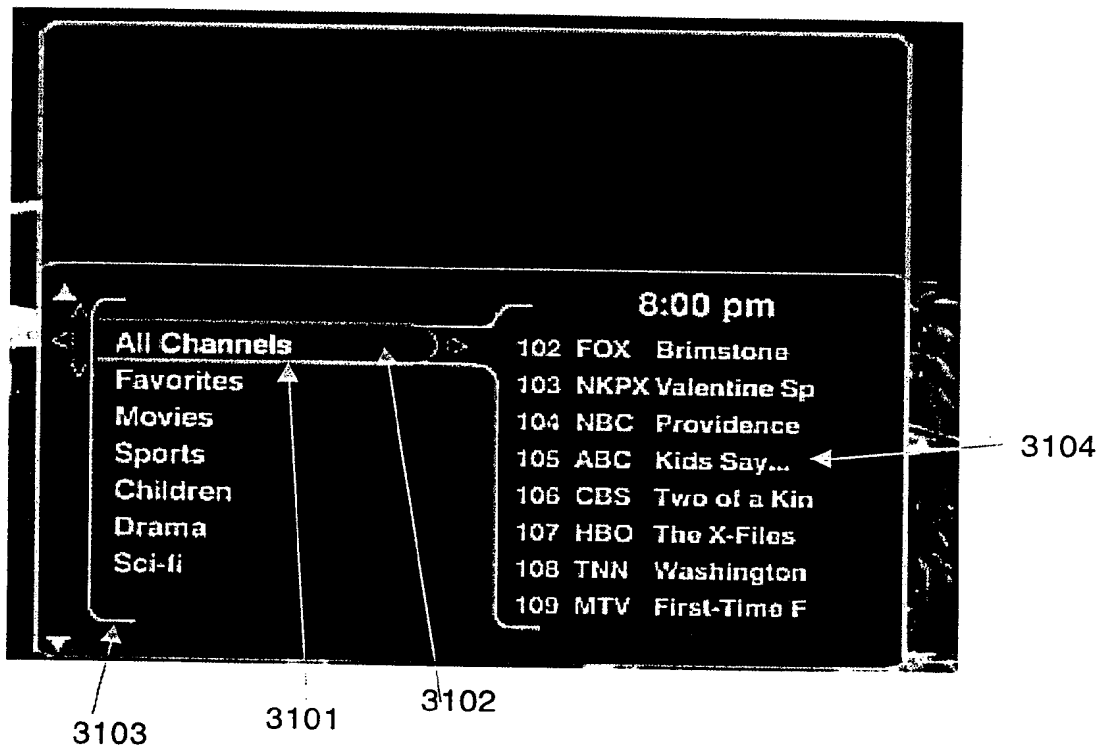 8:00 pm
All Channels
Favorites
Movies
Sports
Children
Drama
Sci-fi
102 FOX Brimstone
103 NKPX Valentine Sp
104 NBC Providence
105 ABC Kids Say...
106 CBS Two of a Kin
107 HBO The X-Files
108 TNN Washington
109 MTV First-Time F
3104
3103
3101
3102